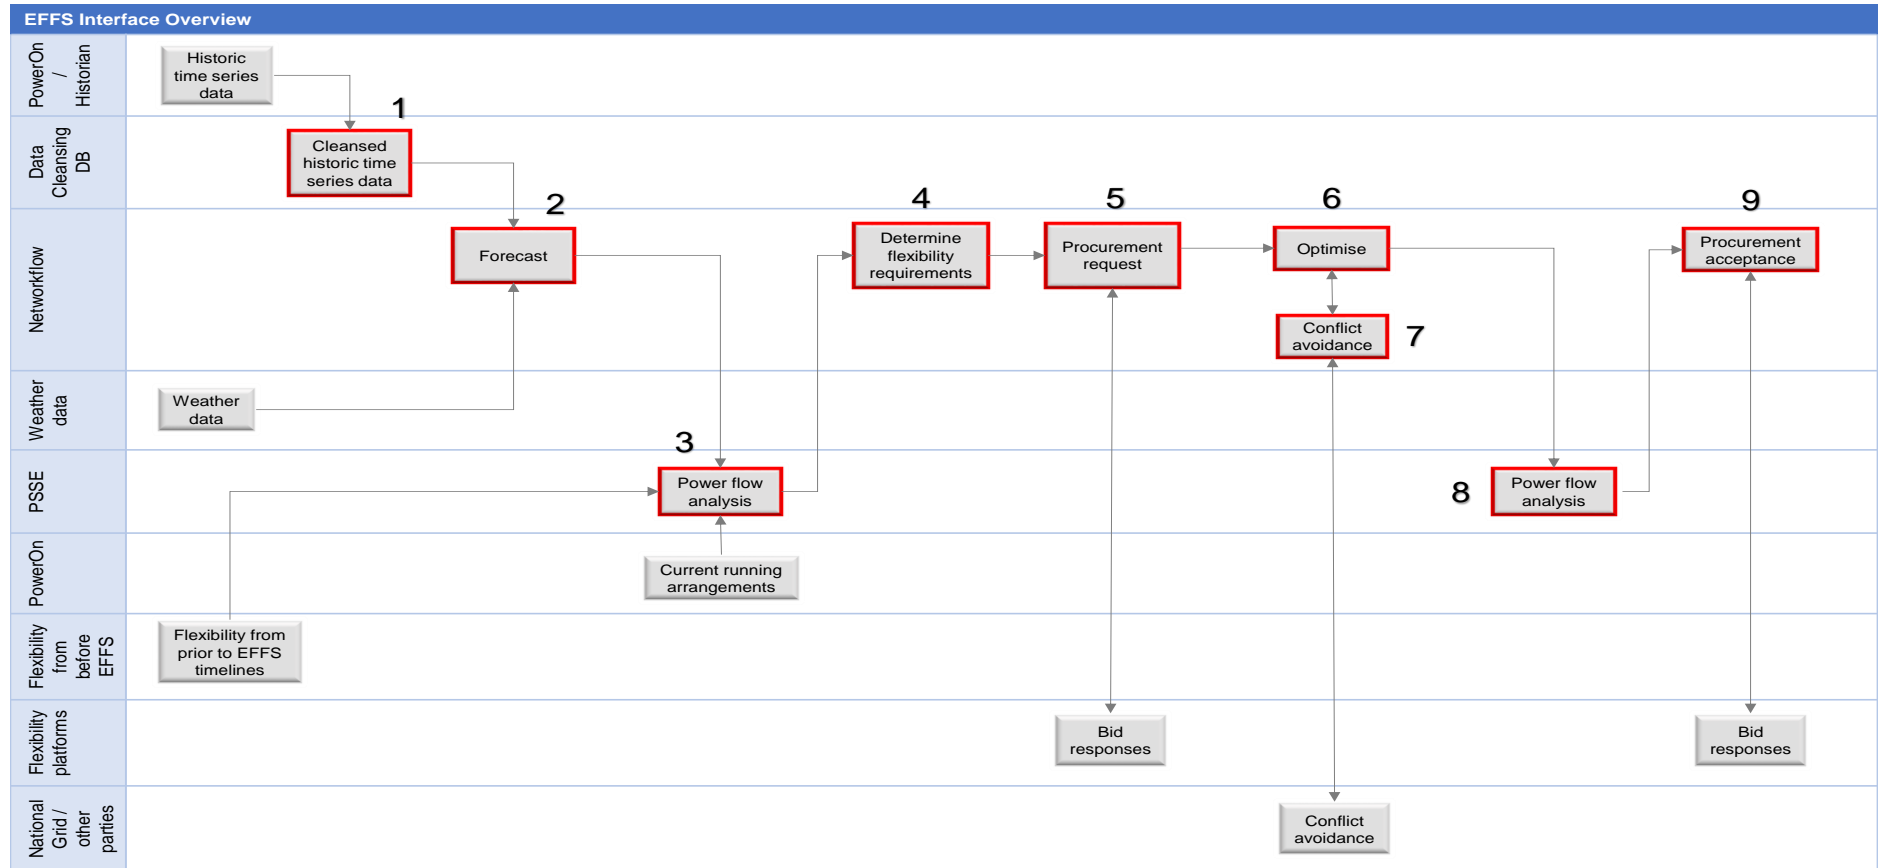 EFFS Interface Overview
PowerOn
/
Historian
Historic
time series
data
1
Data
Cleansing
DB
Cleansed
historic time
series data
Networkflow
2
Forecast
4
Determine
flexibility
requirements
5
Procurement
request
6
Optimise
9
Procurement
acceptance
Conflict
avoidance
7
Weather
data
Weather
data
3
PSSE
Power flow
analysis
8
Power flow
analysis
PowerOn
Current running
arrangements
Flexibility
from
before
EFFS
Flexibility from
prior to EFFS
timelines
Flexibility
platforms
Bid
responses
Bid
responses
National
Grid /
other
parties
Conflict
avoidance